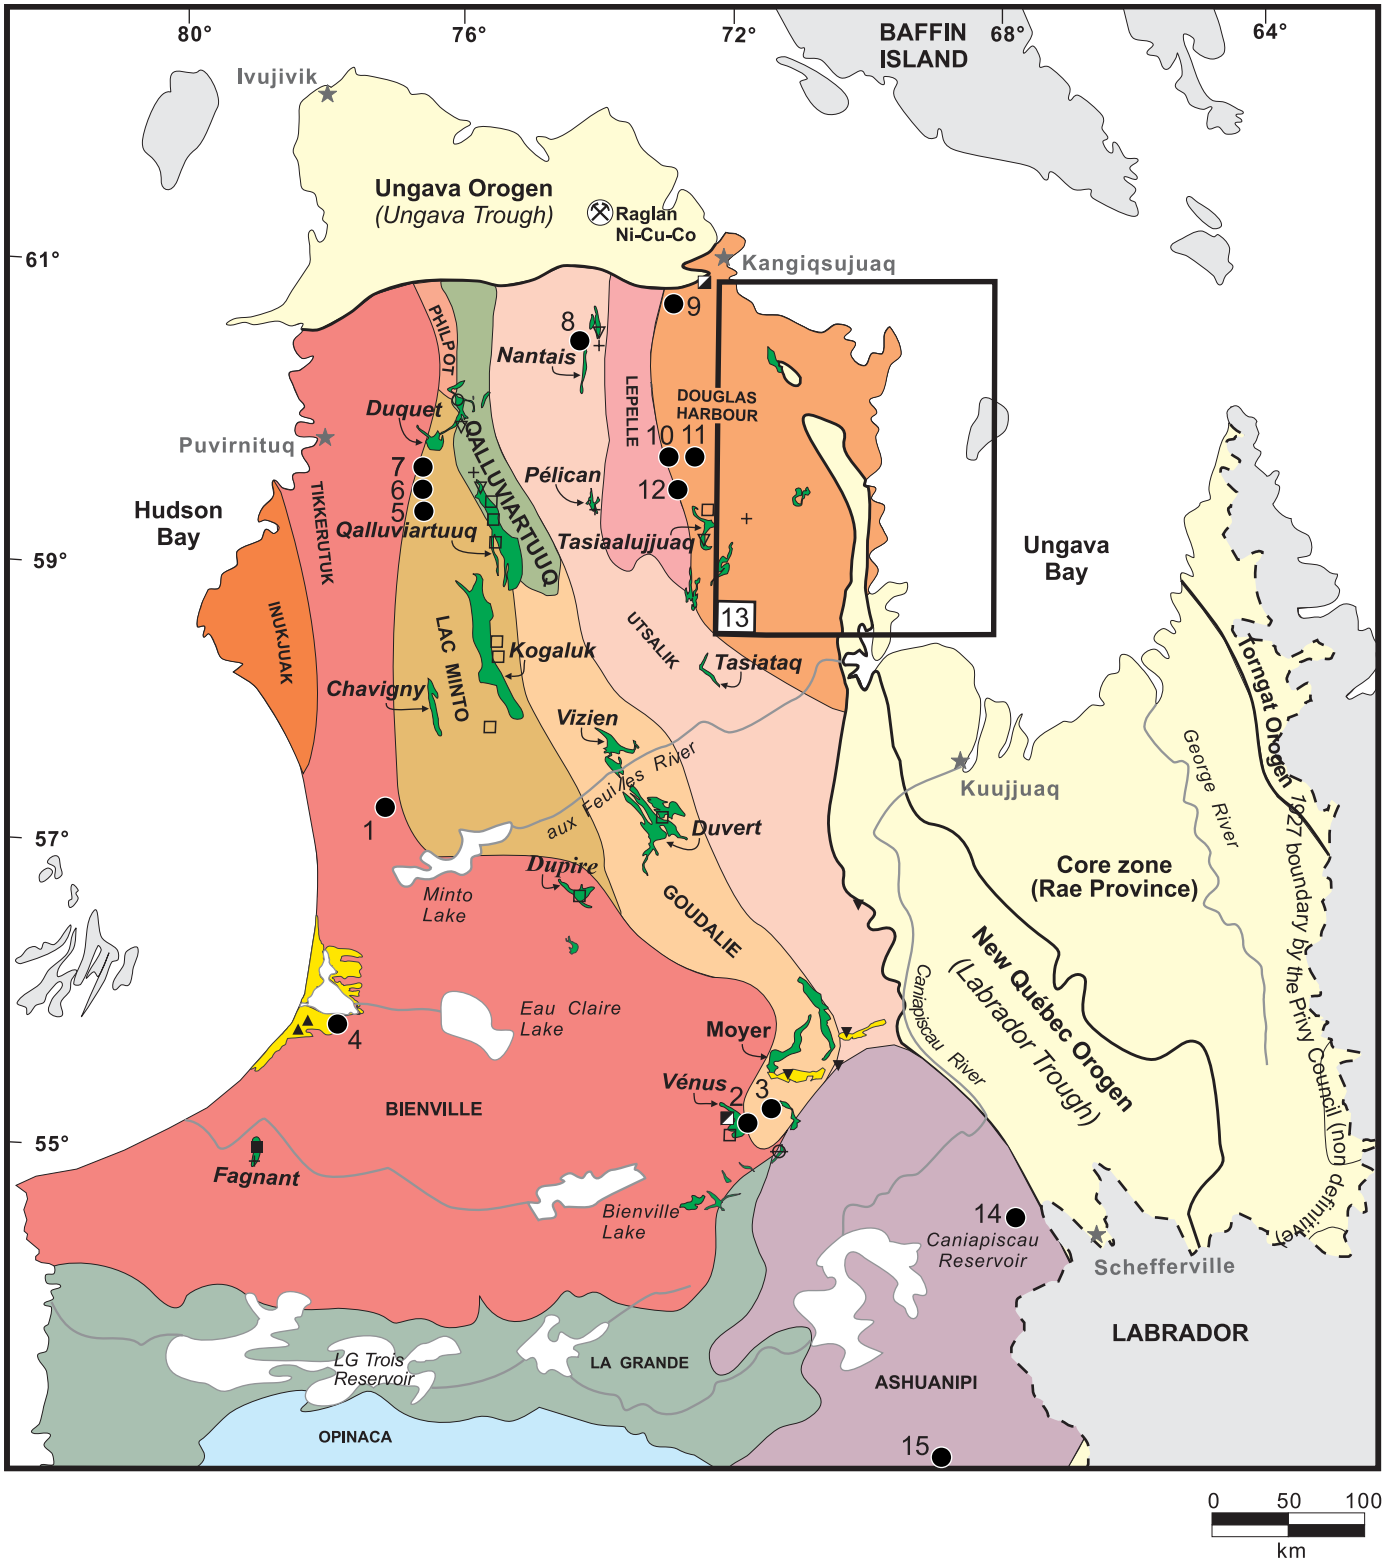 80°
76°
72°
68°
64°
BAFFIN
ISLAND
Ivujivik
Ungava Orogen
(Ungava Trough)
Raglan
Ni-Cu-Co
61°
Kangiqsujuaq
PHILPOT
8
9
Nantais
LEPELLE
DOUGLAS
HARBOUR
Duquet
Puvirnituq
QALLUVIARTUUQ
10
11
7
6
5
Pélican
12
TIKKERUTUK
Hudson
Bay
Qalluviartuuq
Tasiaalujjuaq
Ungava
Bay
59°
INUKJUAK
13
LAC MINTO
UTSALIK
Kogaluk
Tasiataq
Chavigny
Torngat Orogen
Vizien
George River
aux Feuilles River
Kuujjuaq
1
57°
Duvert
1927 boundary by the Privy Council (non definitive)
Core zone
(Rae Province)
Dupire
Minto
Lake
GOUDALIE
New Québec Orogen
(Labrador Trough)
Caniapiscau River
Eau Claire
Lake
4
Moyer
Vénus
2
3
BIENVILLE
55°
Fagnant
Bienville
Lake
14
Caniapiscau
Reservoir
Schefferville
LABRADOR
LG Trois
Reservoir
LA GRANDE
ASHUANIPI
OPINACA
15
0 50 100
km